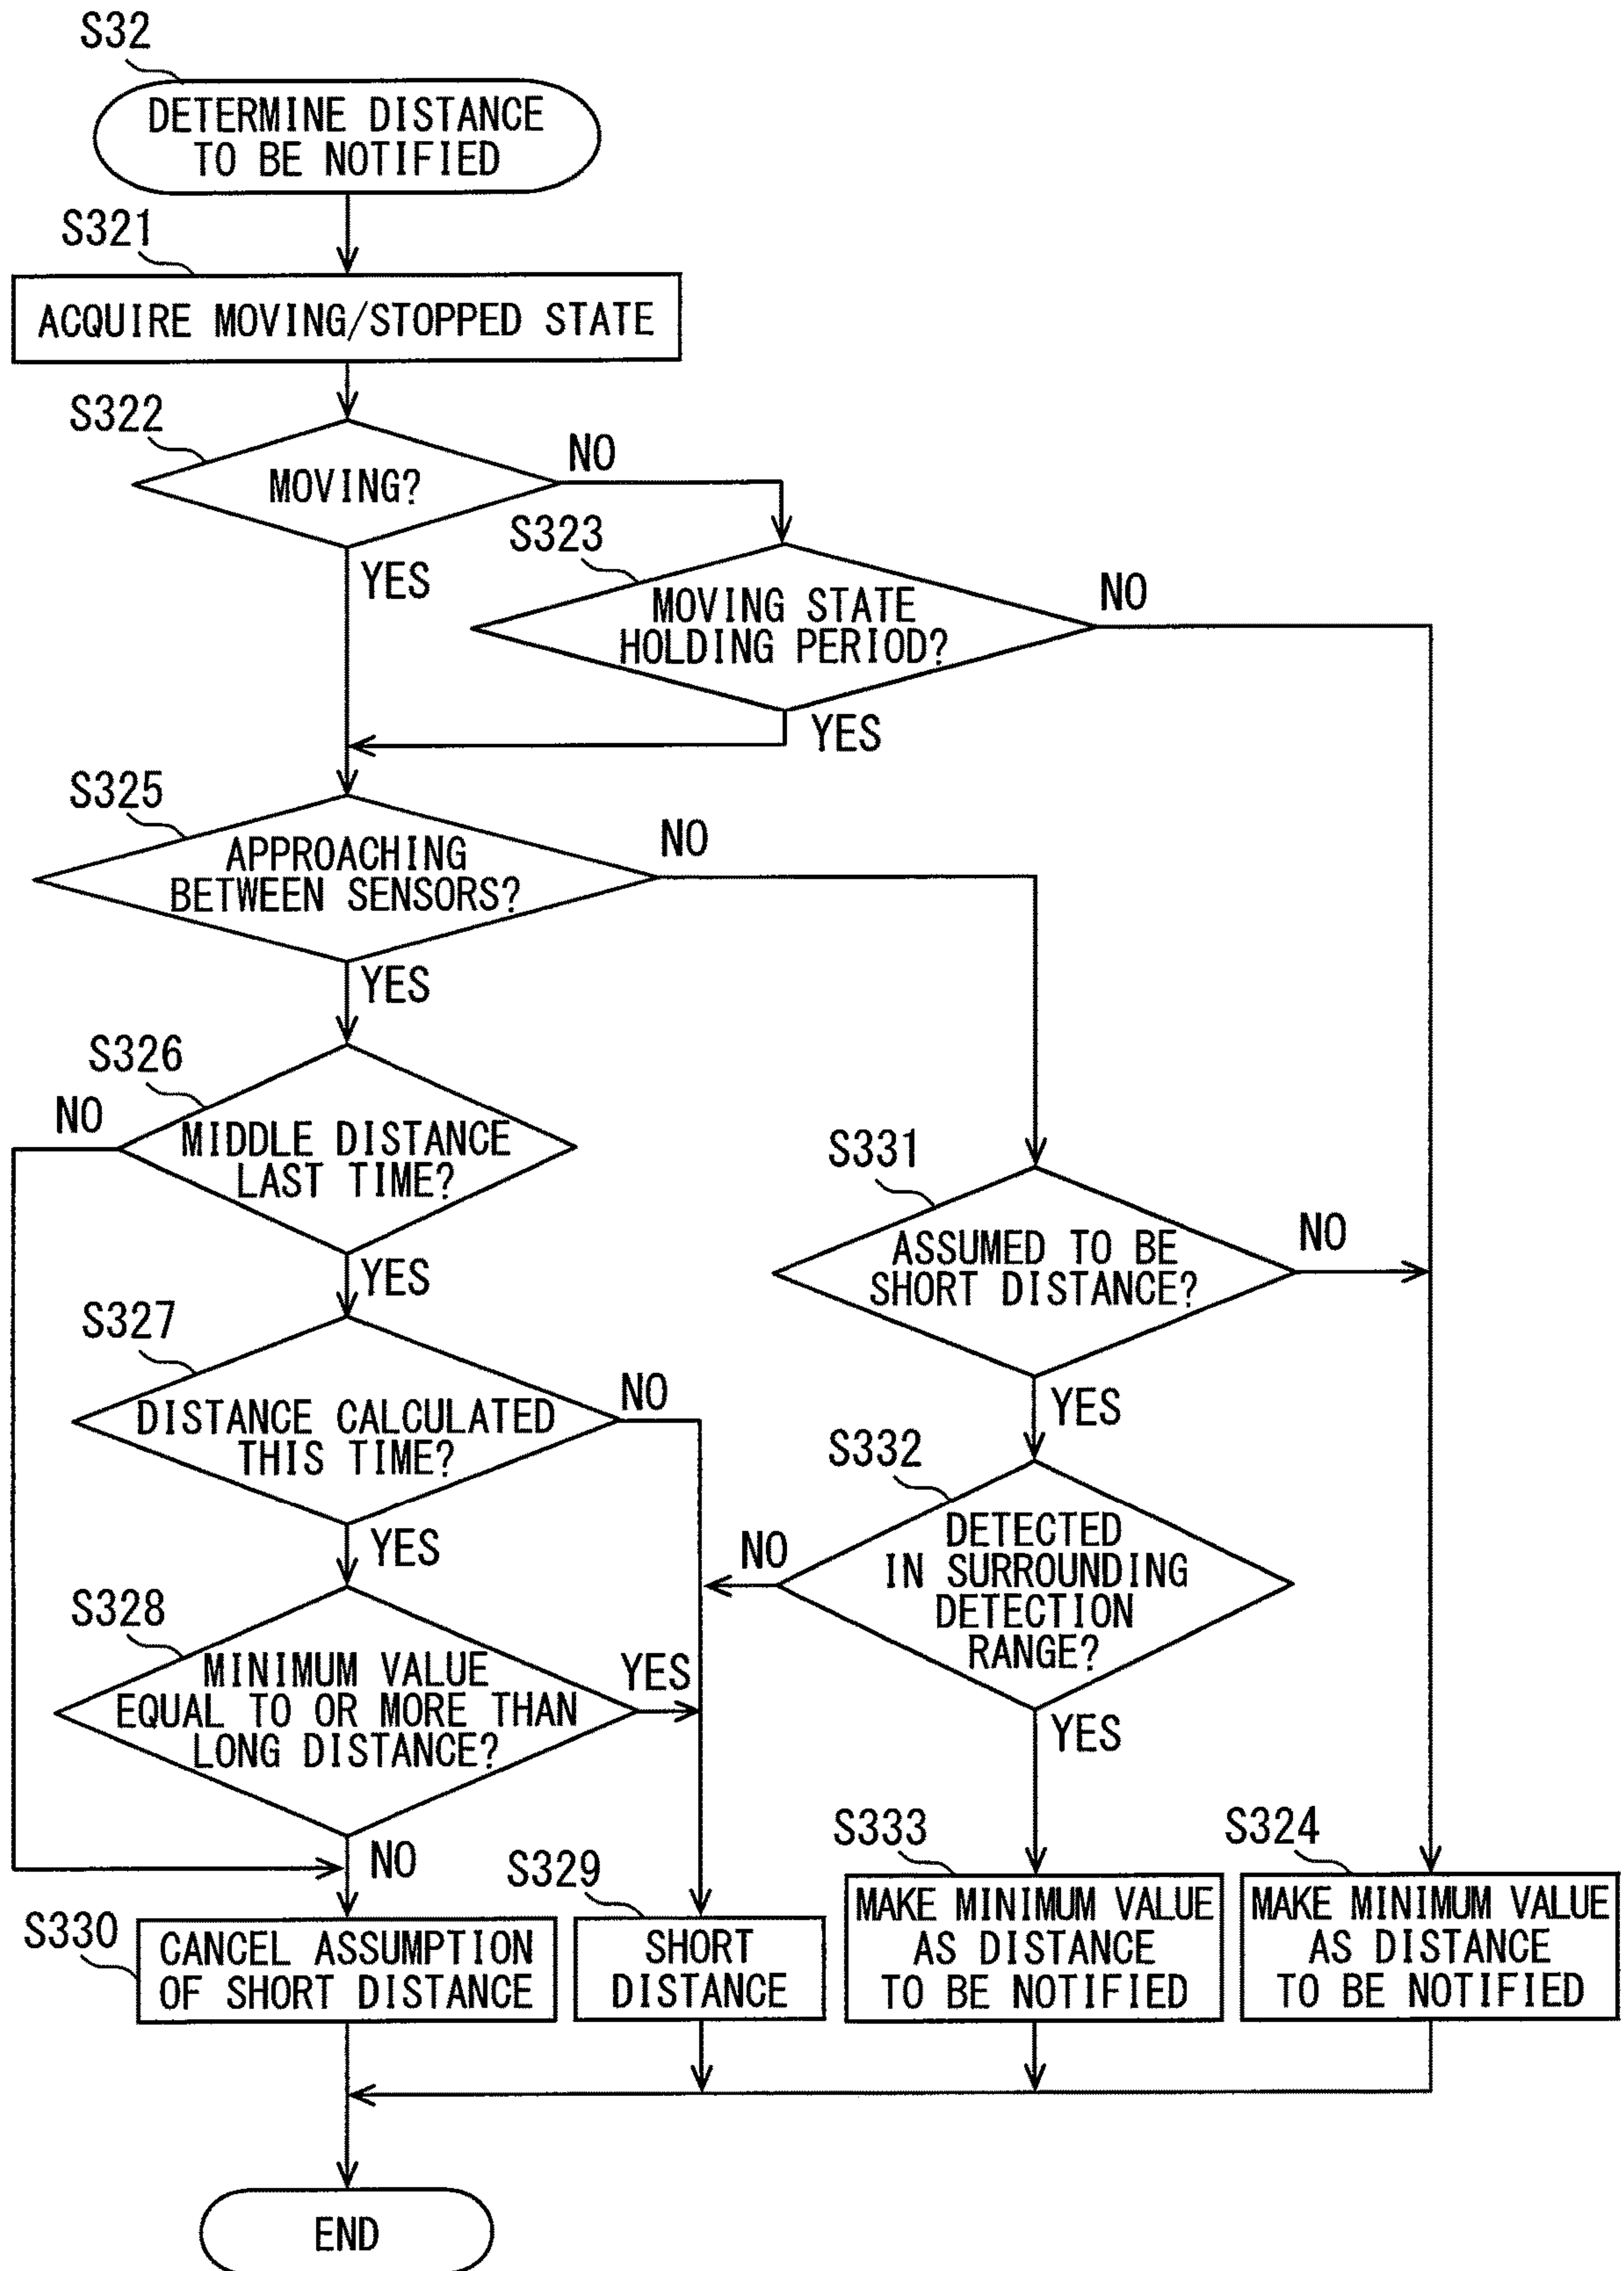 S32
DETERMINE DISTANCE
TO BE NOTIFIED
S321
ACQUIRE MOVING/STOPPED STATE
S322
MOVING?
NO
YES
S323
MOVING STATE
HOLDING PERIOD?
NO
YES
S325
APPROACHING
BETWEEN SENSORS?
NO
YES
S326
MIDDLE DISTANCE
LAST TIME?
NO
YES
S331
ASSUMED TO BE
SHORT DISTANCE?
NO
YES
S327
DISTANCE CALCULATED
THIS TIME?
NO
YES
S332
DETECTED
IN SURROUNDING
DETECTION
RANGE?
NO
YES
S328
MINIMUM VALUE
EQUAL TO OR MORE THAN
LONG DISTANCE?
YES
NO
S330
CANCEL ASSUMPTION
OF SHORT DISTANCE
S329
SHORT
DISTANCE
S333
MAKE MINIMUM VALUE
AS DISTANCE
TO BE NOTIFIED
S324
MAKE MINIMUM VALUE
AS DISTANCE
TO BE NOTIFIED
END